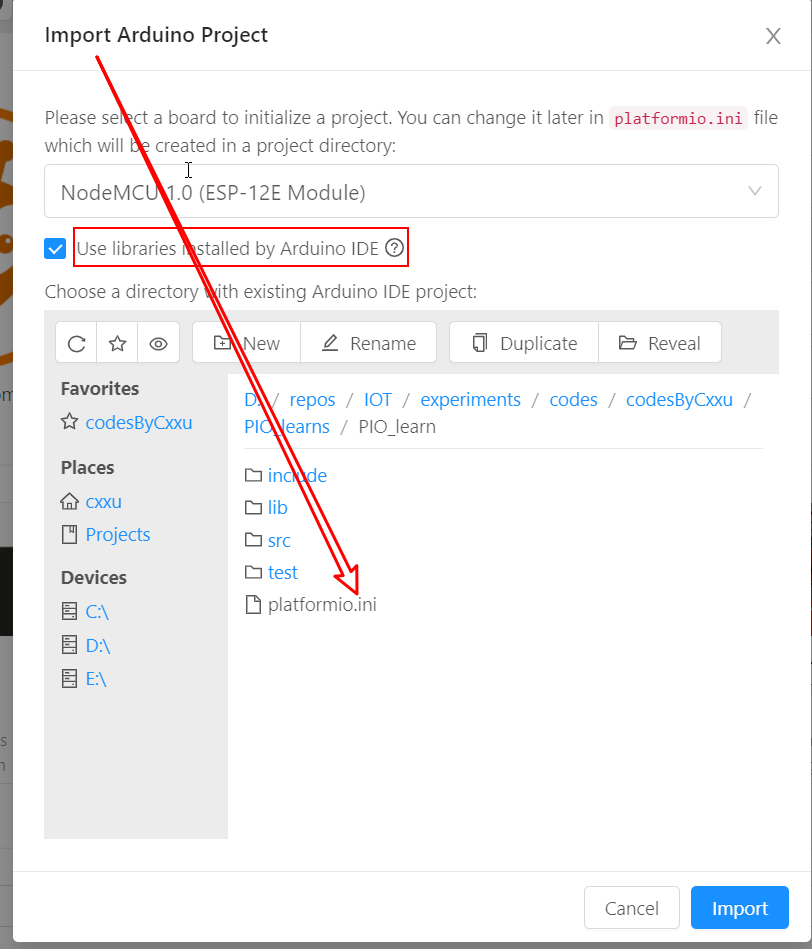 Import Arduino Project
X
Please select a board to initialize a project. You can change it later in platformio.ini file
which will be created in a project directory:
NodeMCU 1.0 (ESP-12E Module)
Use libraries installed by Arduino IDE ?
Choose a directory with existing Arduino IDE project:
New
Rename
Duplicate
Reveal
Favorites
codesByCxxu
Places
cxxu
Projects
Devices
C:\
D:\
E:\
D: / repos / IOT / experiments / codes / codesByCxxu /
PIO_learns / PIO_learn
include
lib
src
test
platformio.ini
Cancel
Import